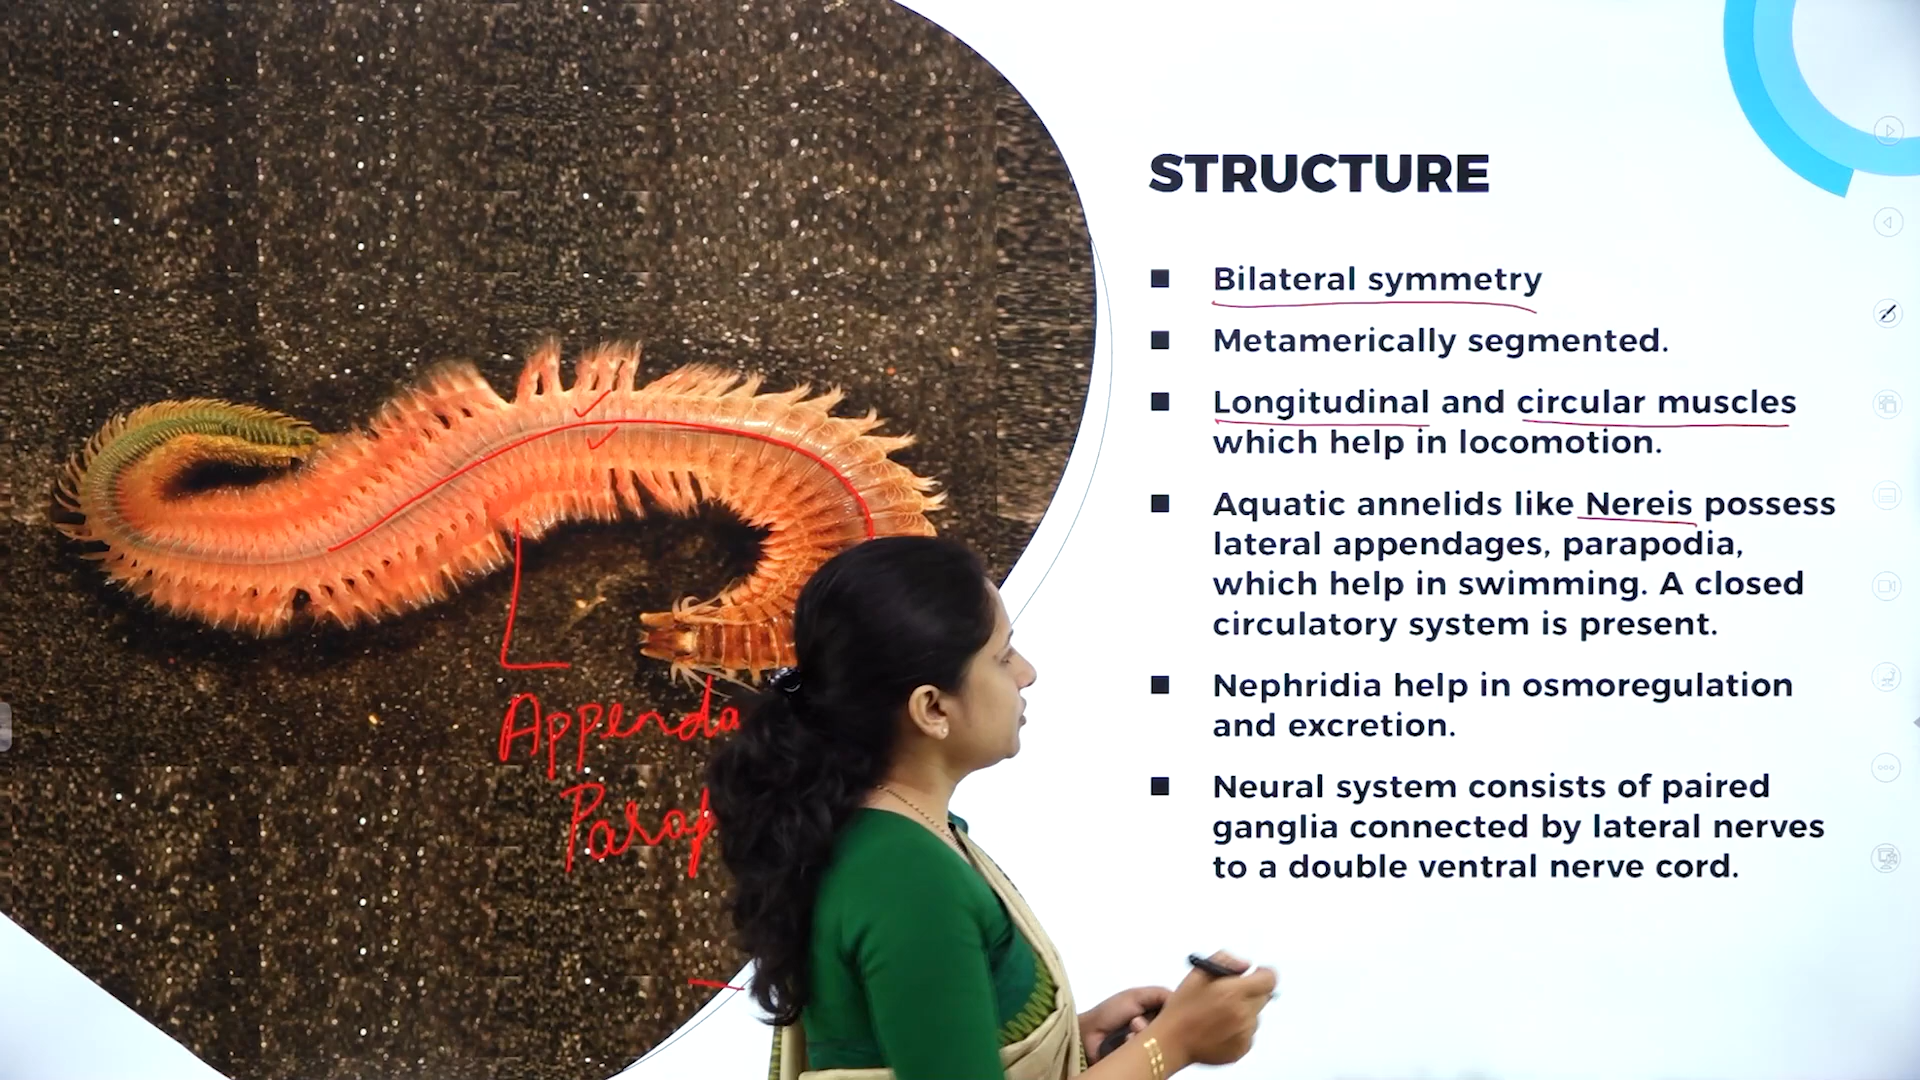 STRUCTURE
Bilateral symmetry
Metamerically segmented.
Longitudinal and circular muscles
which help in locomotion.
Aquatic annelids like Nereis possess
lateral appendages, parapodia,
which help in swimming. A closed
circulatory system is present.
Nephridia help in osmoregulation
and excretion.
Neural system consists of paired
ganglia connected by lateral nerves
to a double ventral nerve cord.
Appenda
Parap